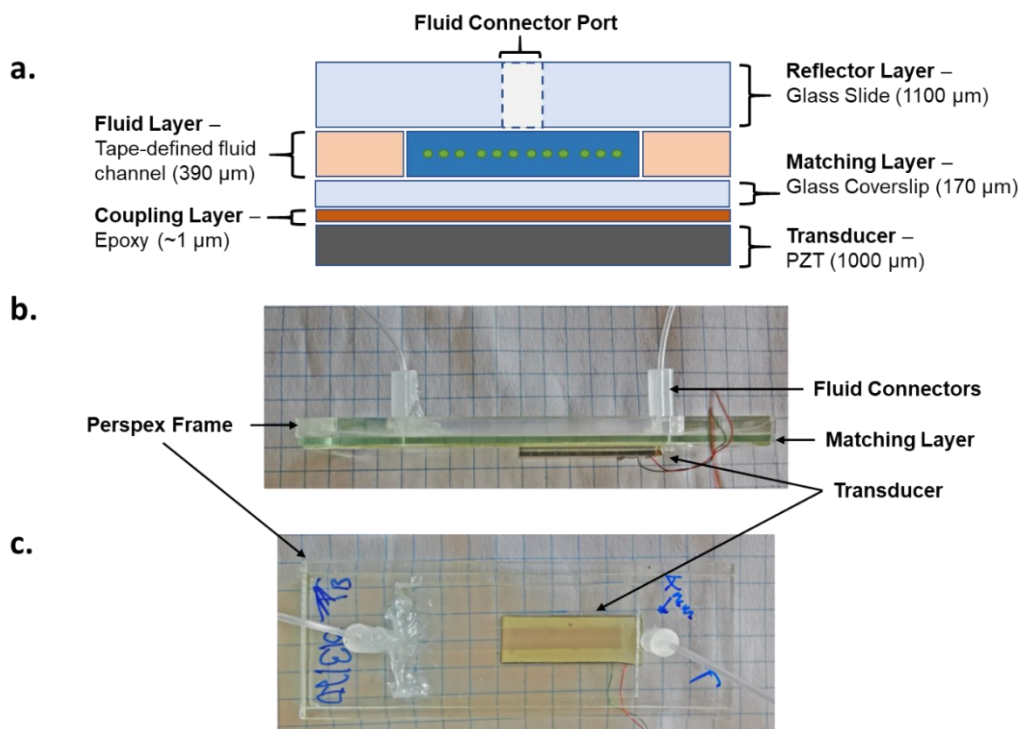 Fluid Connector Port
a.
Reflector Layer –
Glass Slide (1100 µm)
Fluid Layer –
Tape-defined fluid
channel (390 µm)
Matching Layer –
Glass Coverslip (170 µm)
Coupling Layer –
Epoxy (~1 µm)
Transducer –
PZT (1000 µm)
b.
Fluid Connectors
Perspex Frame
Matching Layer
Transducer
c.